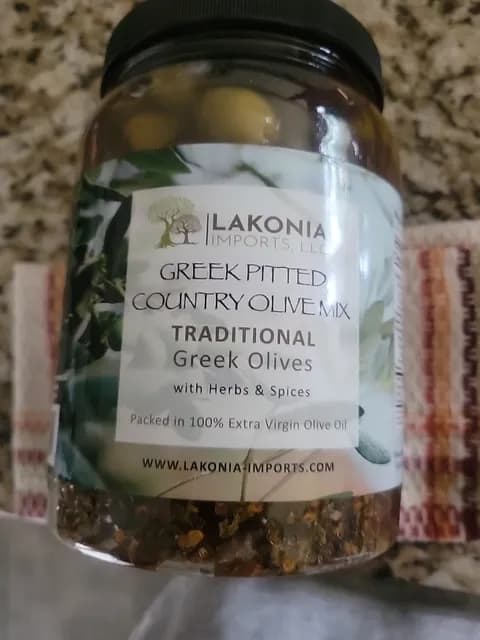 LAKONIA
IMPORTS, LLC
GREEK PITTED
COUNTRY OLIVE MIX
TRADITIONAL
Greek Olives
with Herbs & Spices
Packed in 100% Extra Virgin Olive Oil
WWW.LAKONIA-IMPORTS.COM